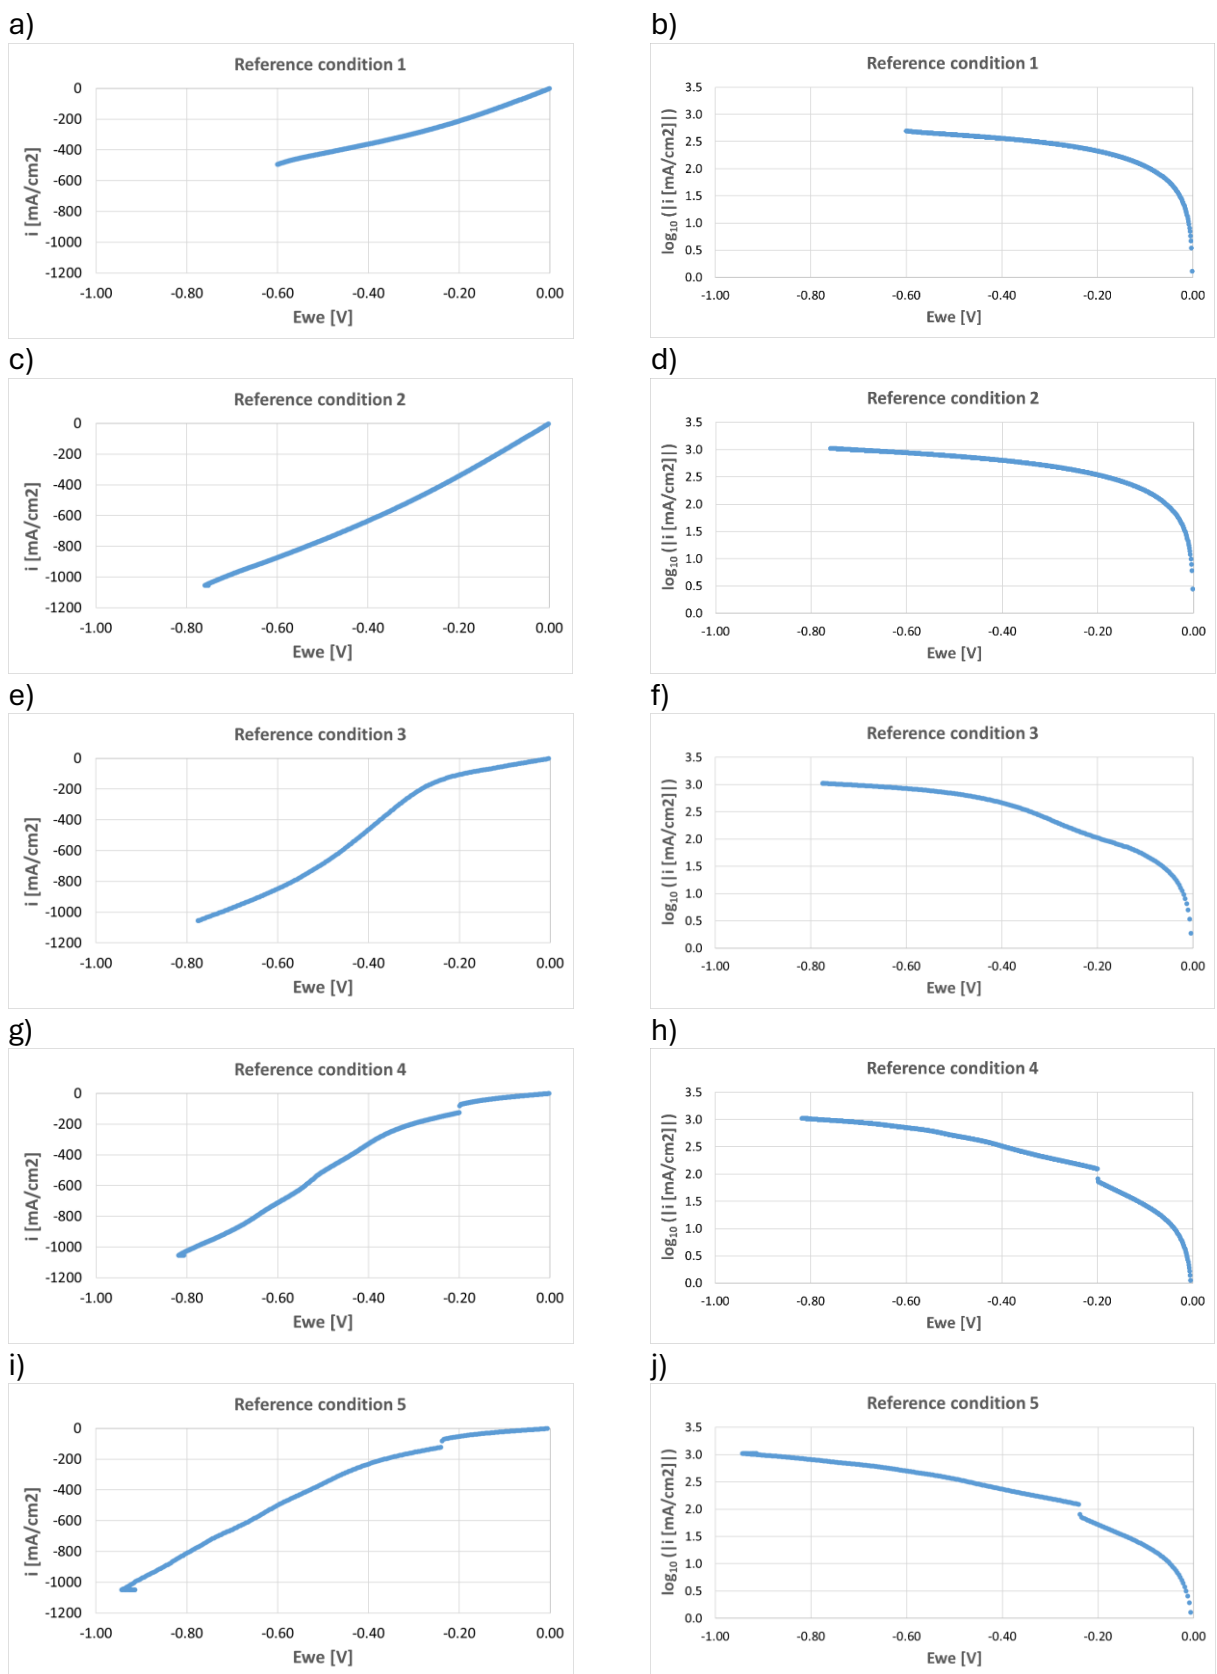 a)
Reference condition 1
0
-200
-400
-600
-800
-1000
-1200
i [mA/cm2]
-1.00 -0.80 -0.60 -0.40 -0.20 0.00
Ewe [V]
b)
Reference condition 1
3.5
3.0
2.5
2.0
1.5
1.0
0.5
0.0
log₁₀ (|i [mA/cm2]|)
-1.00 -0.80 -0.60 -0.40 -0.20 0.00
Ewe [V]
c)
Reference condition 2
0
-200
-400
-600
-800
-1000
-1200
i [mA/cm2]
-1.00 -0.80 -0.60 -0.40 -0.20 0.00
Ewe [V]
d)
Reference condition 2
3.5
3.0
2.5
2.0
1.5
1.0
0.5
0.0
log₁₀ (|i [mA/cm2]|)
-1.00 -0.80 -0.60 -0.40 -0.20 0.00
Ewe [V]
e)
Reference condition 3
0
-200
-400
-600
-800
-1000
-1200
i [mA/cm2]
-1.00 -0.80 -0.60 -0.40 -0.20 0.00
Ewe [V]
f)
Reference condition 3
3.5
3.0
2.5
2.0
1.5
1.0
0.5
0.0
log₁₀ (|i [mA/cm2]|)
-1.00 -0.80 -0.60 -0.40 -0.20 0.00
Ewe [V]
g)
Reference condition 4
0
-200
-400
-600
-800
-1000
-1200
i [mA/cm2]
-1.00 -0.80 -0.60 -0.40 -0.20 0.00
Ewe [V]
h)
Reference condition 4
3.5
3.0
2.5
2.0
1.5
1.0
0.5
0.0
log₁₀ (|i [mA/cm2]|)
-1.00 -0.80 -0.60 -0.40 -0.20 0.00
Ewe [V]
i)
Reference condition 5
0
-200
-400
-600
-800
-1000
-1200
i [mA/cm2]
-1.00 -0.80 -0.60 -0.40 -0.20 0.00
Ewe [V]
j)
Reference condition 5
3.5
3.0
2.5
2.0
1.5
1.0
0.5
0.0
log₁₀ (|i [mA/cm2]|)
-1.00 -0.80 -0.60 -0.40 -0.20 0.00
Ewe [V]